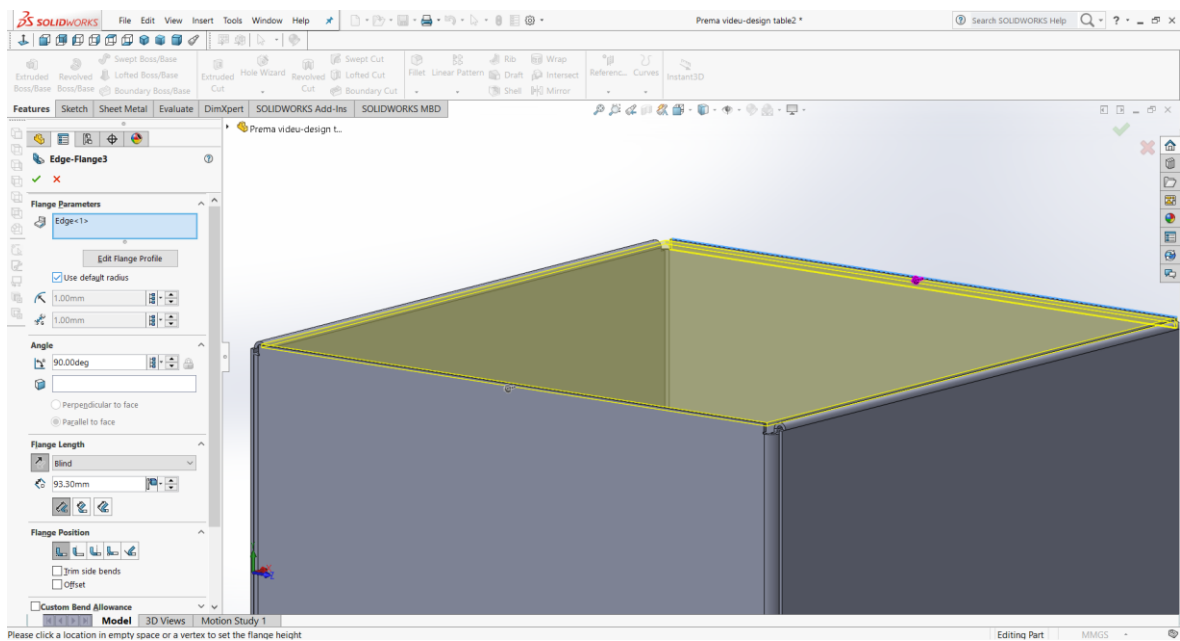 SOLIDWORKS File Edit View Insert Tools Window Help Prema videu-design table2 * Search SOLIDWORKS Help
Extruded Boss/Base
Revolved Boss/Base
Swept Boss/Base
Lofted Boss/Base
Boundary Boss/Base
Extruded Cut
Hole Wizard
Revolved Cut
Swept Cut
Lofted Cut
Boundary Cut
Fillet
Linear Pattern
Rib
Draft
Shell
Wrap
Intersect
Mirror
Referenc...
Curves
Instant3D
Features Sketch Sheet Metal Evaluate DimXpert SOLIDWORKS Add-Ins SOLIDWORKS MBD
Prema videu-design t...
Edge-Flange3
Flange Parameters
Edge<1>
Edit Flange Profile
Use default radius
1.00mm
1.00mm
Angle
90.00deg
Perpendicular to face
Parallel to face
Flange Length
Blind
93.30mm
Flange Position
Trim side bends
Offset
Custom Bend Allowance
Model 3D Views Motion Study 1
Please click a location in empty space or a vertex to set the flange height Editing Part MMGS